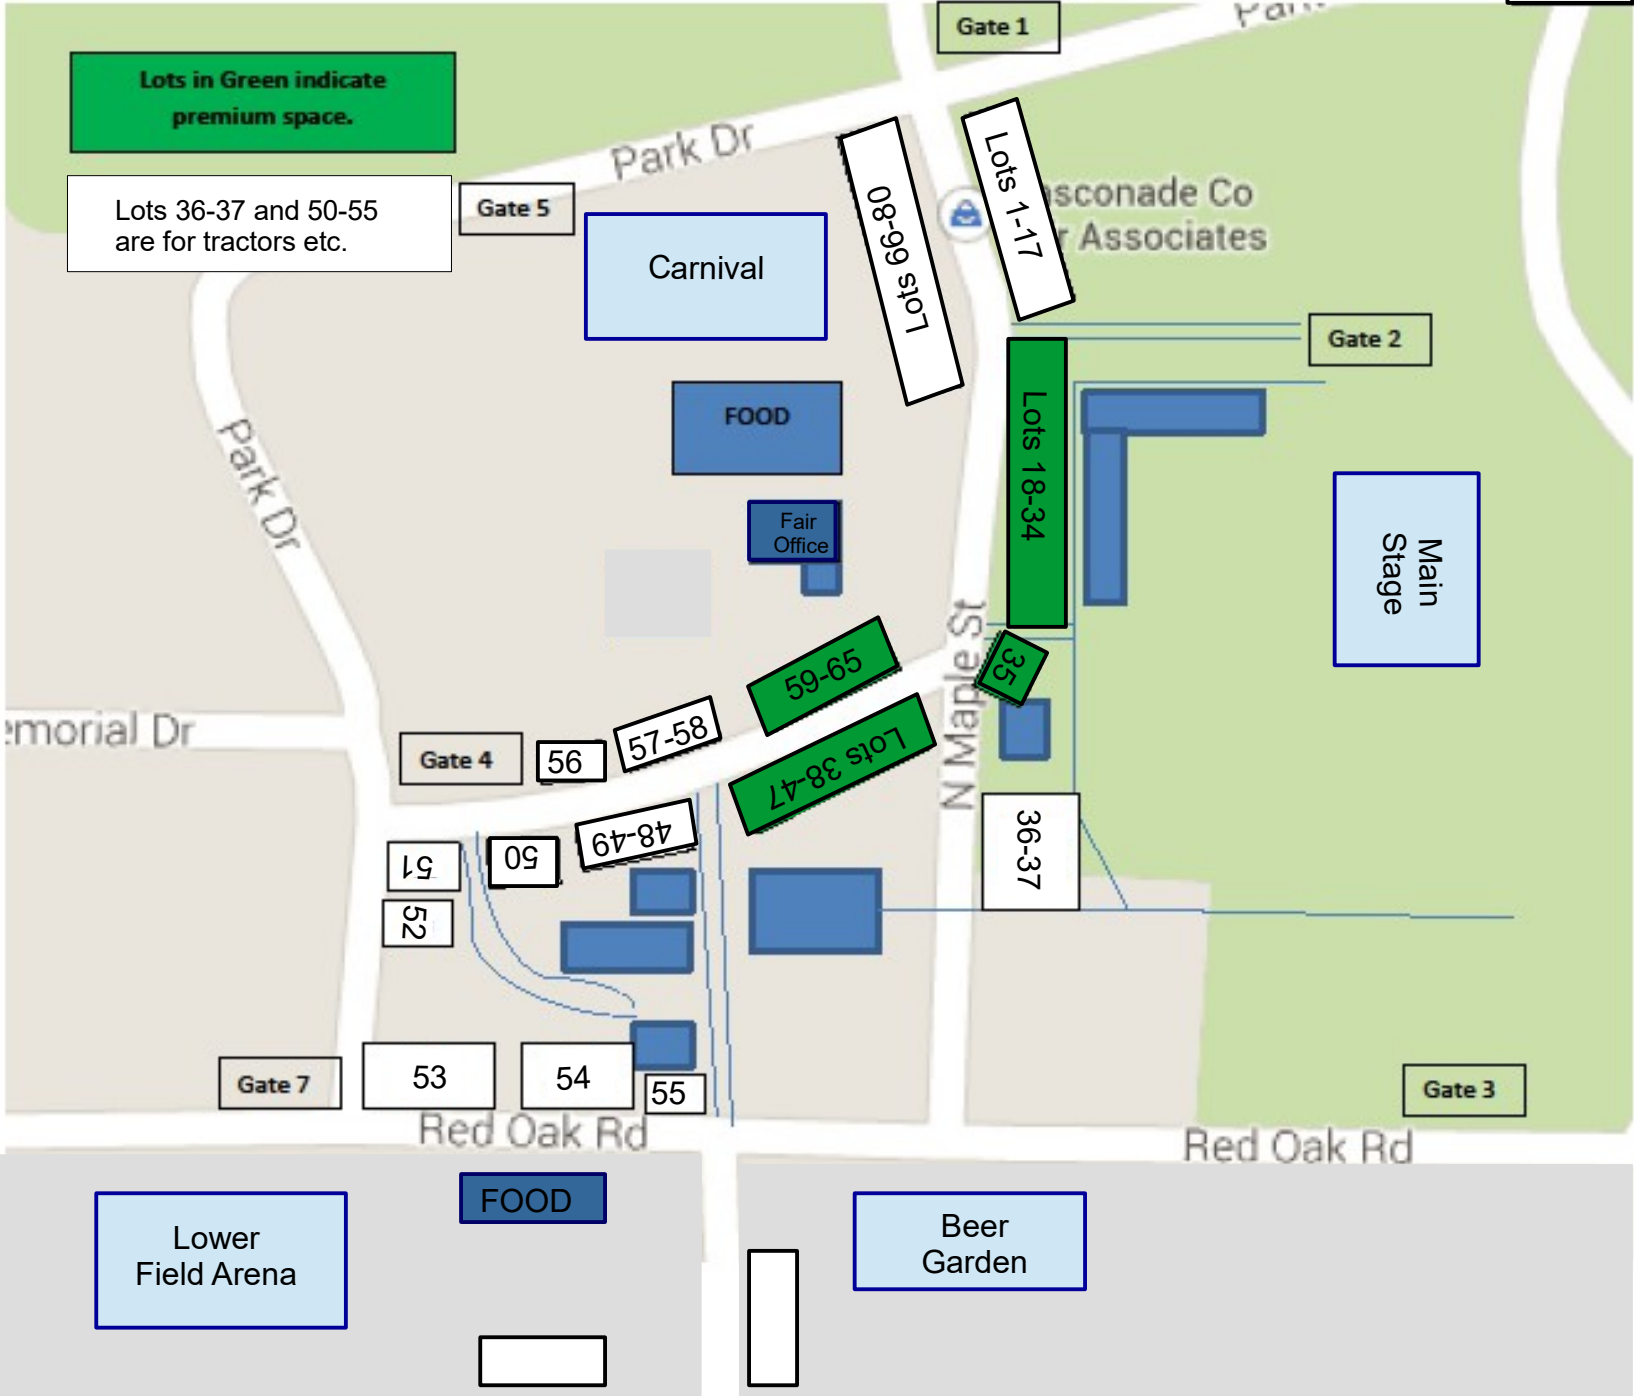 Gate 1
Lots in Green indicate
premium space.
Park Dr
Lots 36-37 and 50-55
are for tractors etc.
Gate 5
Carnival
Lots 66-80
Lots 1-17
asconade Co
r Associates
Gate 2
FOOD
Lots 18-34
Park Dr
Fair
Office
Main
Stage
N Maple St
59-65
35
emorial Dr
Gate 4
56
57-58
Lots 38-47
48-49
50
51
52
36-37
Gate 7
53
54
55
Gate 3
Red Oak Rd
Red Oak Rd
FOOD
Lower
Field Arena
Beer
Garden